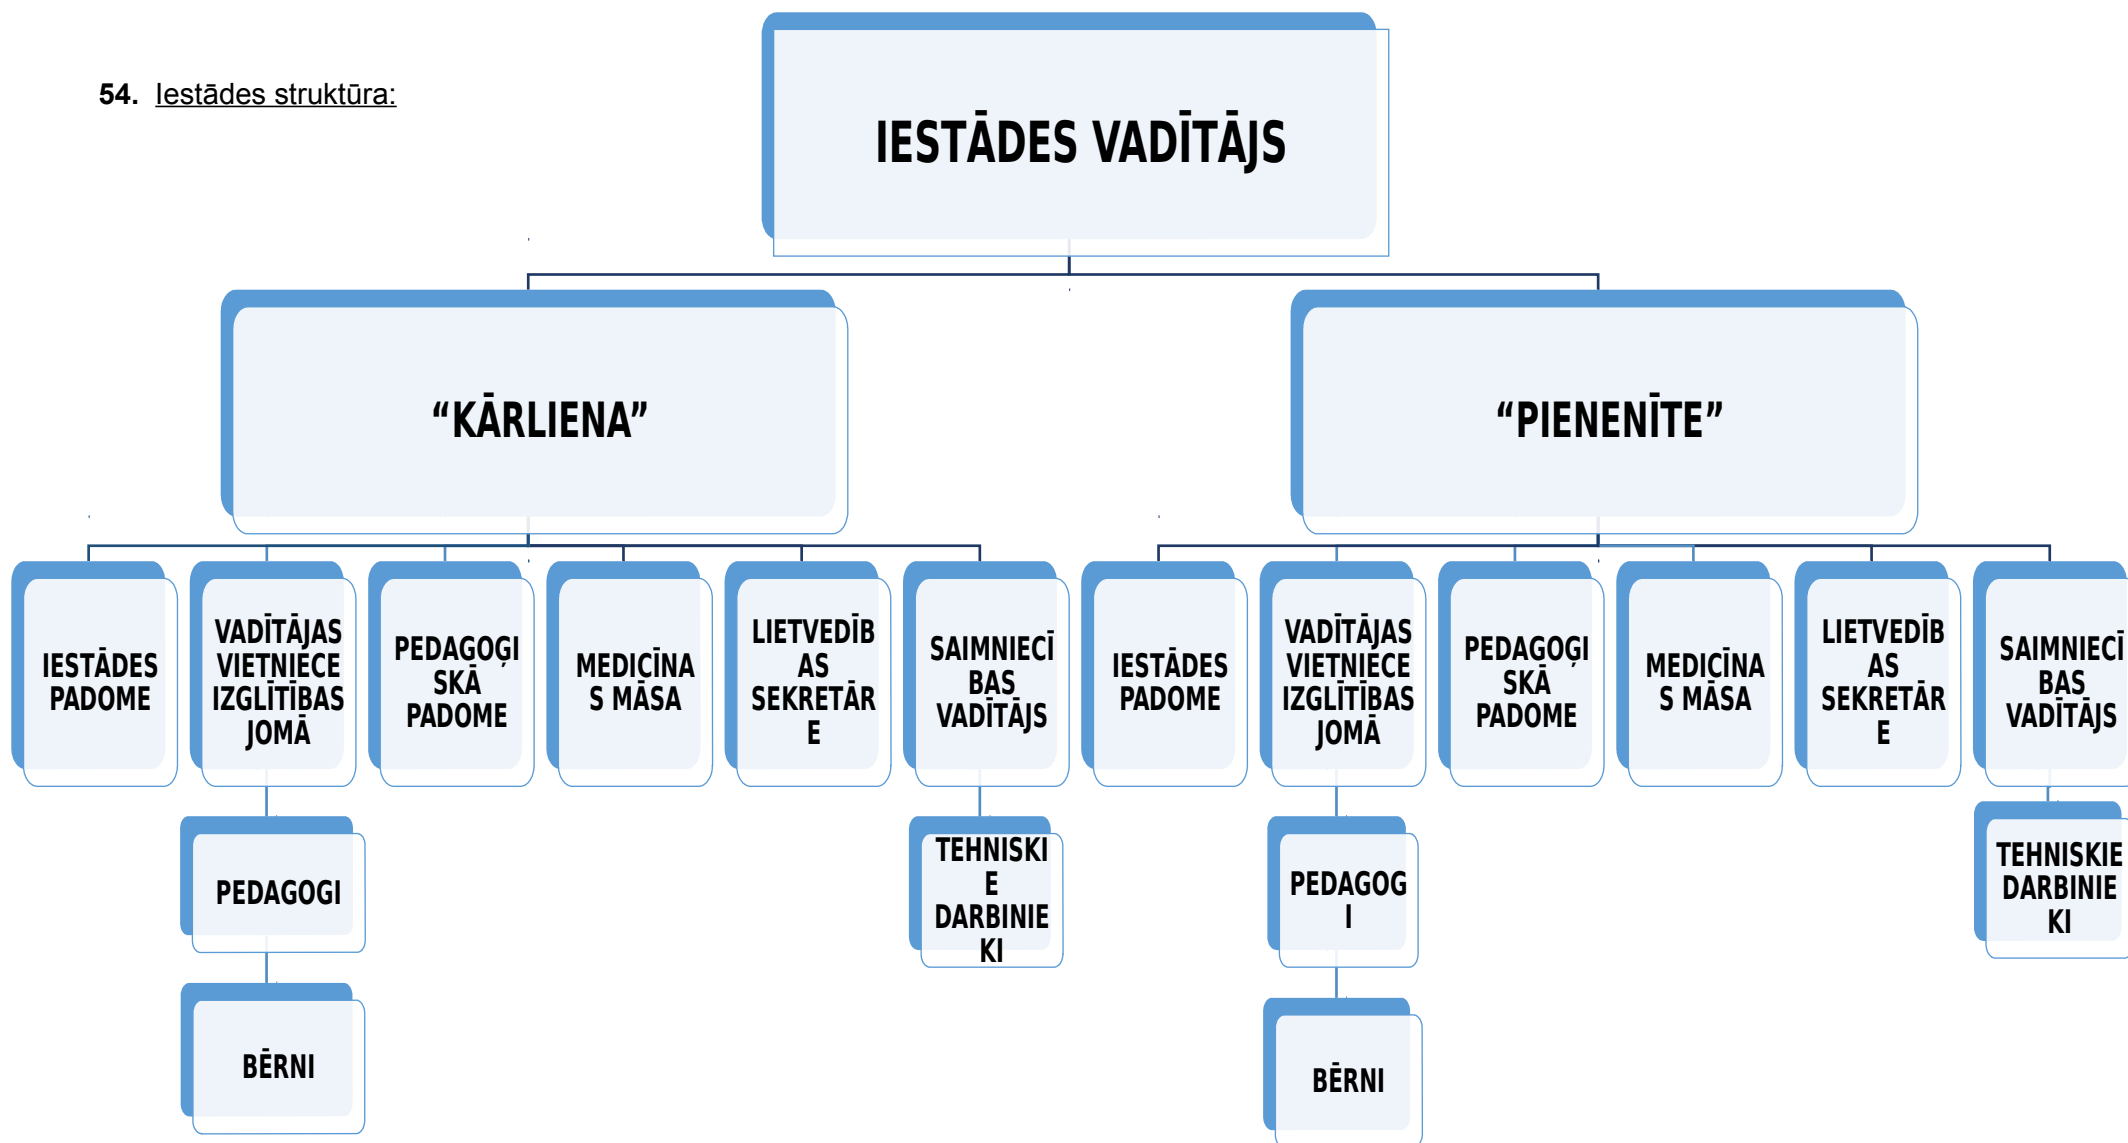 54. Iestādes struktūra:
IESTĀDES VADĪTĀJS
“KĀRLIENA”
“PIENENĪTE”
IESTĀDES
PADOME
VADĪTĀJAS
VIETNIECE
IZGLĪTĪBAS
JOMĀ
PEDAGOĢI
SKĀ
PADOME
MEDICĪNA
S MĀSA
LIETVEDĪB
AS
SEKRETĀR
E
SAIMNIECĪ
BAS
VADĪTĀJS
IESTĀDES
PADOME
VADĪTĀJAS
VIETNIECE
IZGLĪTĪBAS
JOMĀ
PEDAGOĢI
SKĀ
PADOME
MEDICĪNA
S MĀSA
LIETVEDĪB
AS
SEKRETĀR
E
SAIMNIECĪ
BAS
VADĪTĀJS
PEDAGOGI
TEHNISKI
E
DARBINIE
KI
PEDAGOG
I
TEHNISKIE
DARBINIE
KI
BĒRNI
BĒRNI